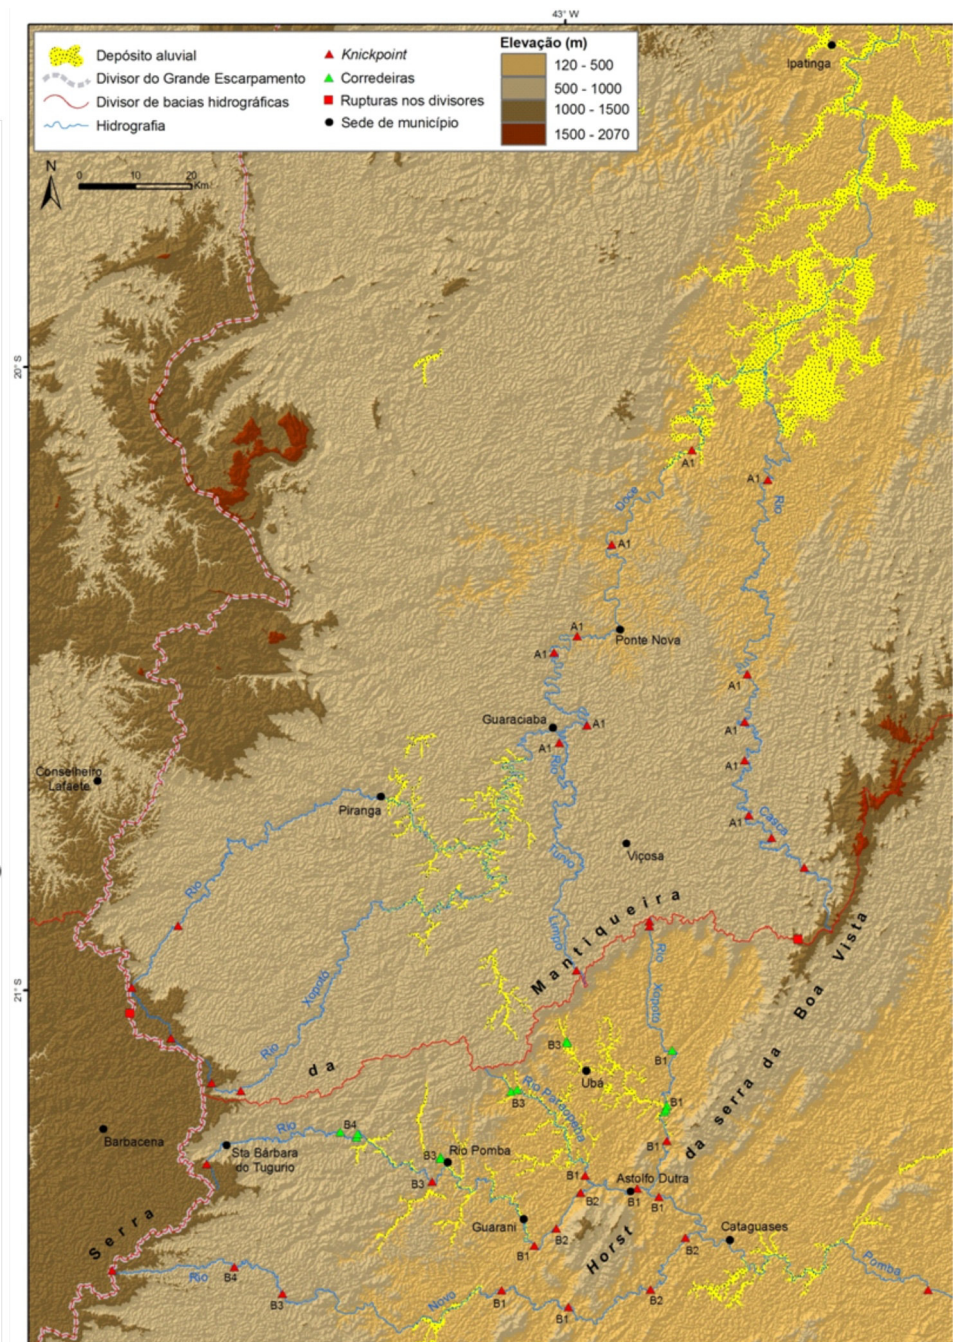 43° W
Depósito aluvial
Divisor do Grande Escarpamento
Divisor de bacias hidrográficas
Hidrografia
Knickpoint
Corredeiras
Rupturas nos divisores
Sede de município
Elevação (m)
120 - 500
500 - 1000
1000 - 1500
1500 - 2070
Ipatinga
N
0 10 20
Km
20° S
A1
A1
Doce
Rio
A1
A1
Ponte Nova
A1
A1
Guaraciaba
A1
A1
A1
Rio
A1
Conselheiro
Lafaete
Piranga
A1
Casca
Turvo
Viçosa
Rio
Mantiqueira
Turvo
Rio
Boa Vista
21° S
Xopotó
Xopotó
Rio
B3
B1
da
Ubá
B3
Rio Pardopanha
B1
da serra da
Barbacena
Rio
B4
Sta Bárbara
do Tugurio
B3
Rio Pomba
B1
B3
B1
Astolfo Dutra
B2
B1
B1
Serra
Guarani
B2
Horst
Cataguases
B1
B2
Rio
B4
Pomba
B3
Novo
B1
B1
B2